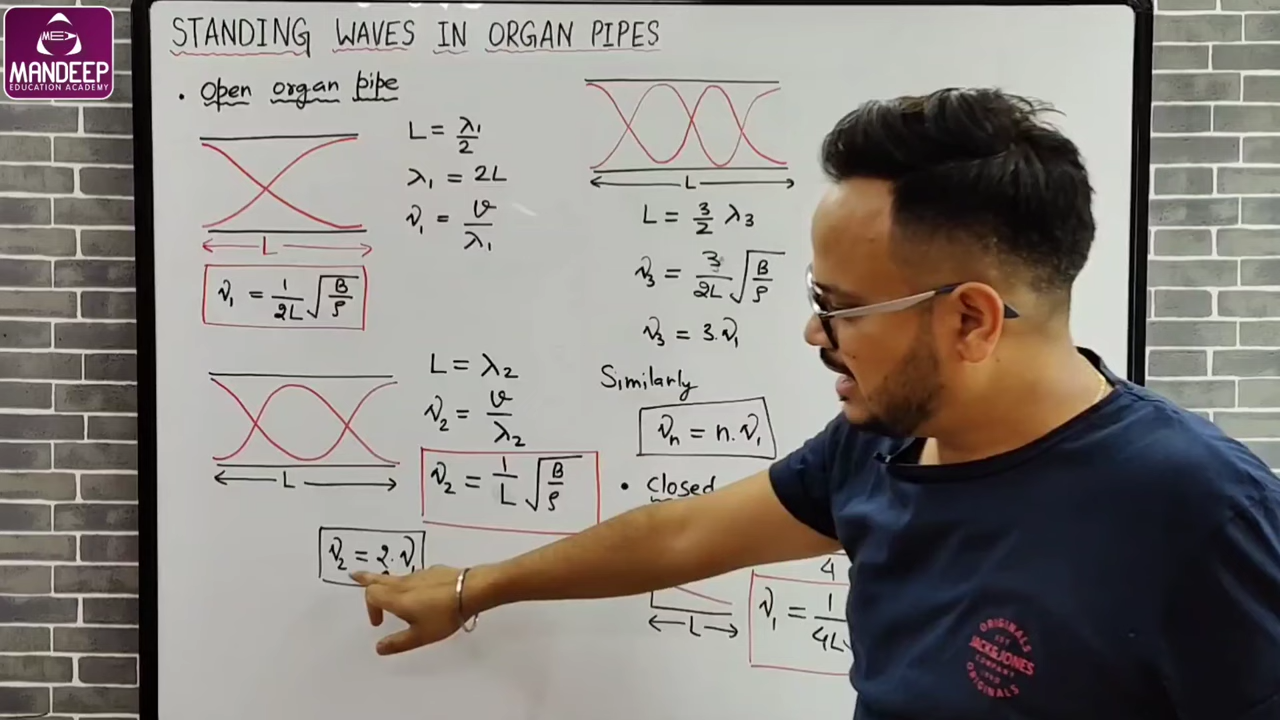 MEA
MANDEEP
EDUCATION ACADEMY
STANDING WAVES IN ORGAN PIPES
• Open organ pipe
L = λ₁/2
λ₁ = 2L
ν₁ = v/λ₁
L
ν₁ = 1/2L √(B/ρ)
L = λ₂
ν₂ = v/λ₂
L
ν₂ = 1/L √(B/ρ)
ν₂ = 2·ν₁
L
L = 3/2 λ₃
ν₃ = 3/2L √(B/ρ)
ν₃ = 3·ν₁
Similarly
νₙ = n·ν₁
• closed
4
L
ν₁ = 1/4L
ORIGINALS
JACK&JONES
ORIGINALS